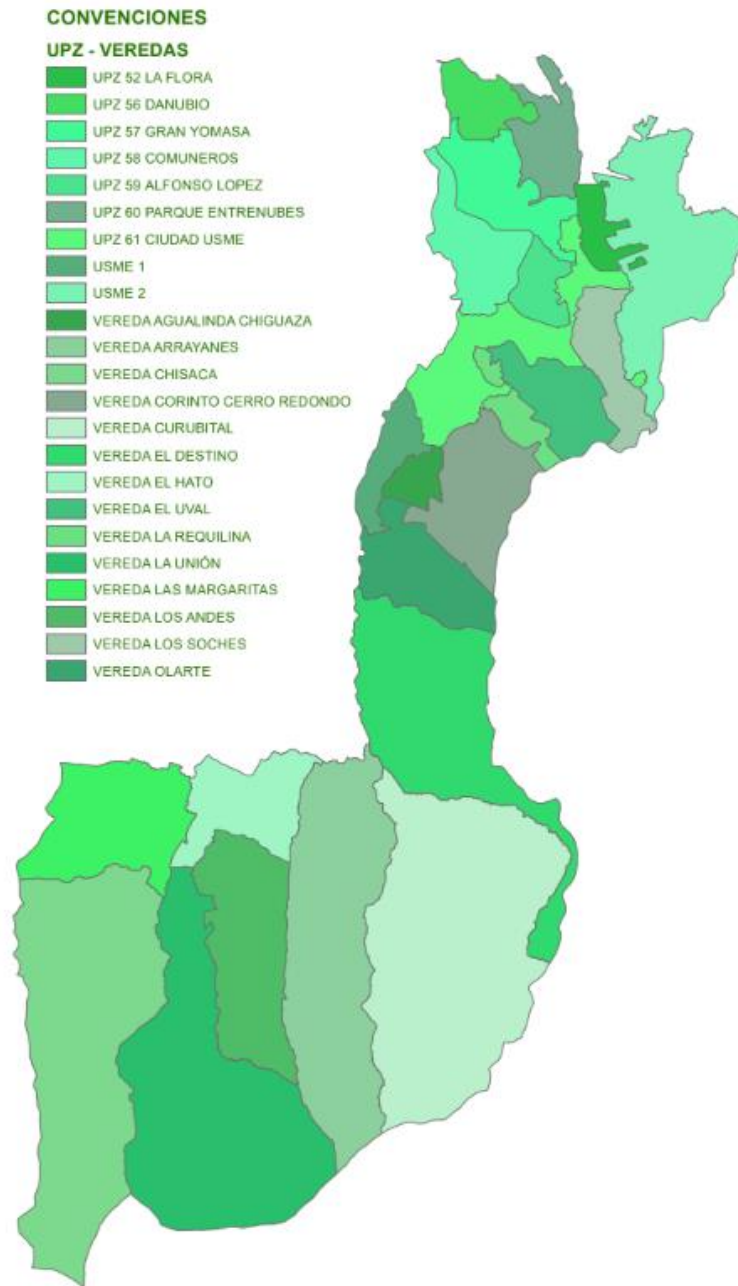 CONVENCIONES
UPZ - VEREDAS
UPZ 52 LA FLORA
UPZ 56 DANUBIO
UPZ 57 GRAN YOMASA
UPZ 58 COMUNEROS
UPZ 59 ALFONSO LOPEZ
UPZ 60 PARQUE ENTRENUBES
UPZ 61 CIUDAD USME
USME 1
USME 2
VEREDA AGUALINDA CHIGUAZA
VEREDA ARRAYANES
VEREDA CHISACA
VEREDA CORINTO CERRO REDONDO
VEREDA CURUBITAL
VEREDA EL DESTINO
VEREDA EL HATO
VEREDA EL UVAL
VEREDA LA REQUILINA
VEREDA LA UNIÓN
VEREDA LAS MARGARITAS
VEREDA LOS ANDES
VEREDA LOS SOCHES
VEREDA OLARTE